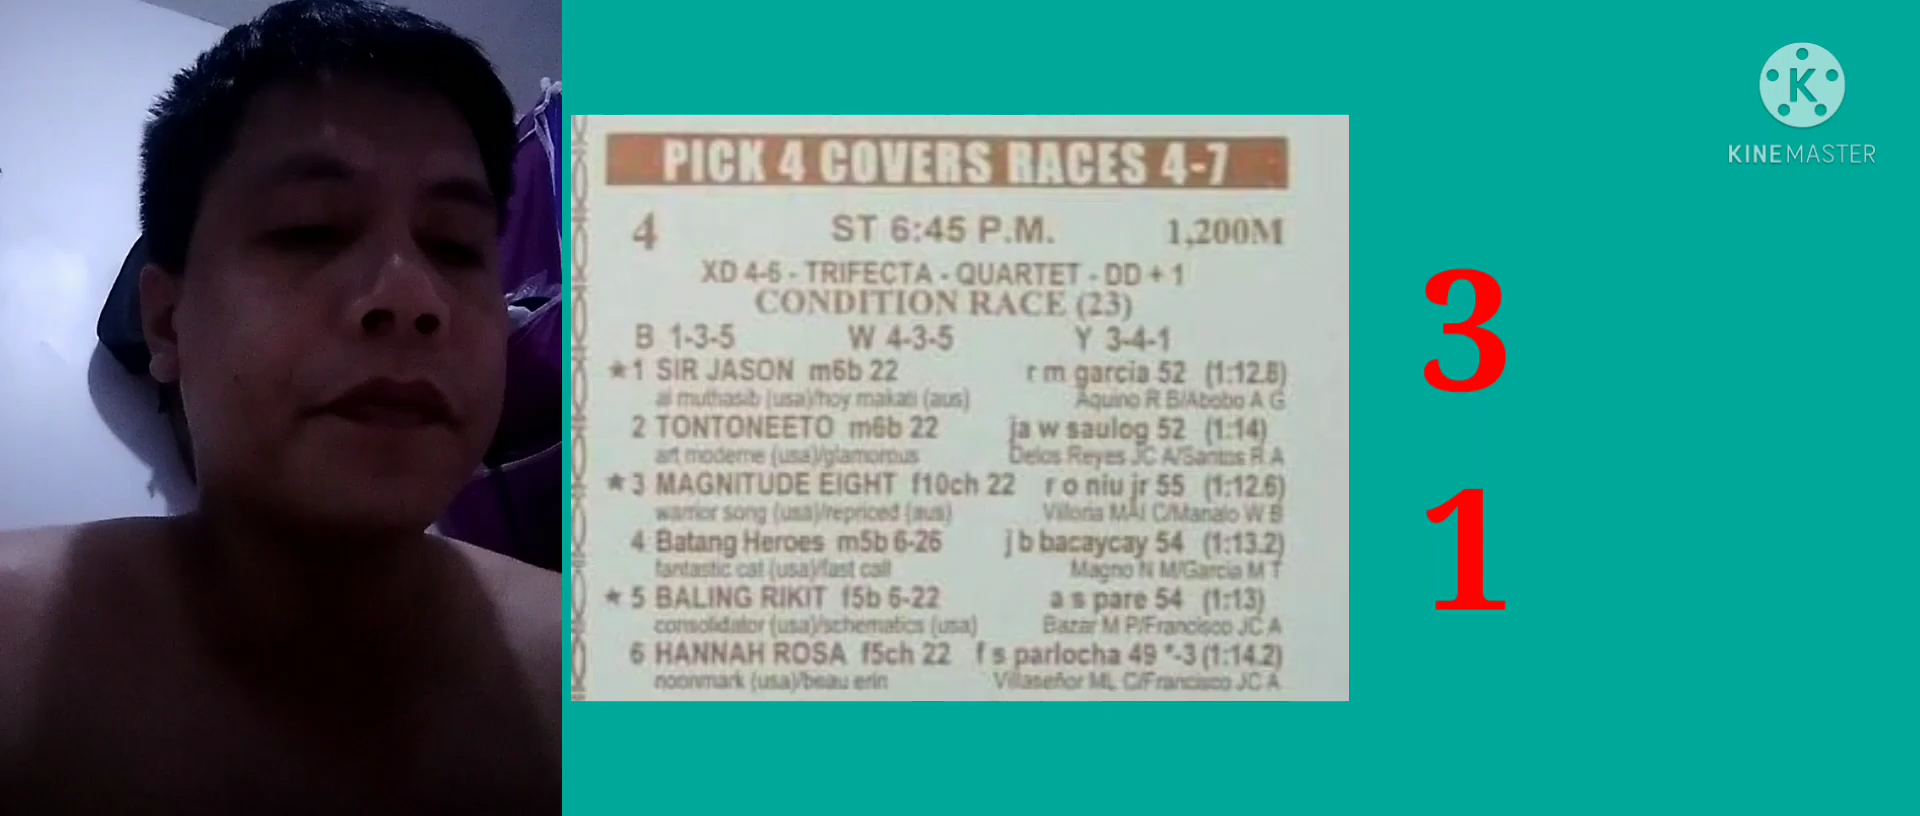 PICK 4 COVERS RACES 4-7
4 ST 6:45 P.M. 1,200M
XD 4-6 - TRIFECTA - QUARTET - DD + 1
CONDITION RACE (23)
B 1-3-5 W 4-3-5 Y 3-4-1
★1 SIR JASON m6b 22 r m garcia 52 (1:12.8)
al muthasib (usa)/hoy makati (aus) Aquino R B/Abobo A G
2 TONTONEETO m6b 22 ja w saulog 52 (1:14)
art moderne (usa)/glamorous Delos Reyes JC A/Santos R A
★3 MAGNITUDE EIGHT f10ch 22 r o niu jr 55 (1:12.6)
warrior song (usa)/repriced (aus) Villoria MAI C/Manalo W B
4 Batang Heroes m5b 6-26 j b bacaycay 54 (1:13.2)
fantastic cat (usa)/fast call Magno N M/Garcia M T
★5 BALING RIKIT f5b 6-22 a s pare 54 (1:13)
consolidator (usa)/schematics (usa) Bazar M P/Francisco JC A
6 HANNAH ROSA f5ch 22 f s parlocha 49 *-3 (1:14.2)
noonmark (usa)/beau erin Villaseñor ML C/Francisco JC A
3
1
K
KINEMASTER